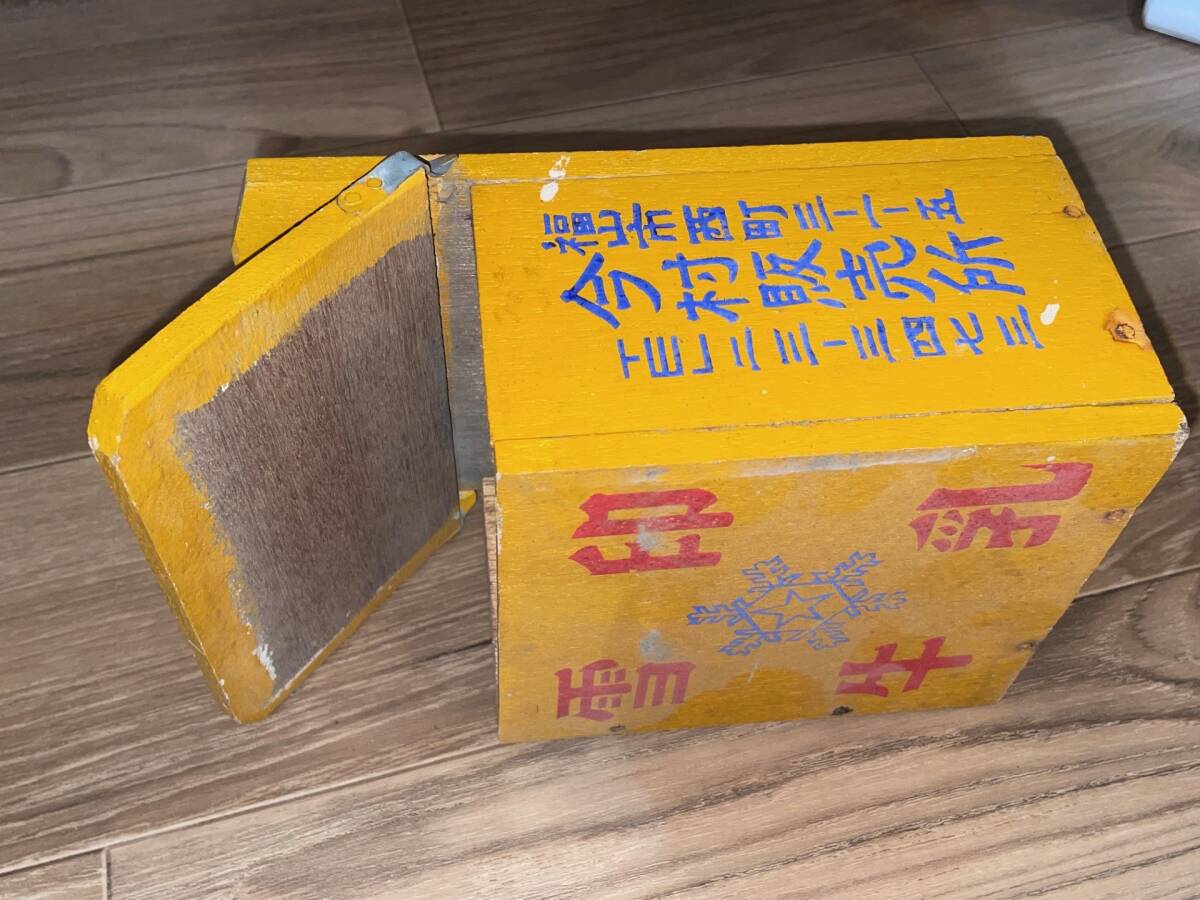 福山市西町三ー一ー五
今村販売所
TEL二三ー三四七三
雪印
牛乳